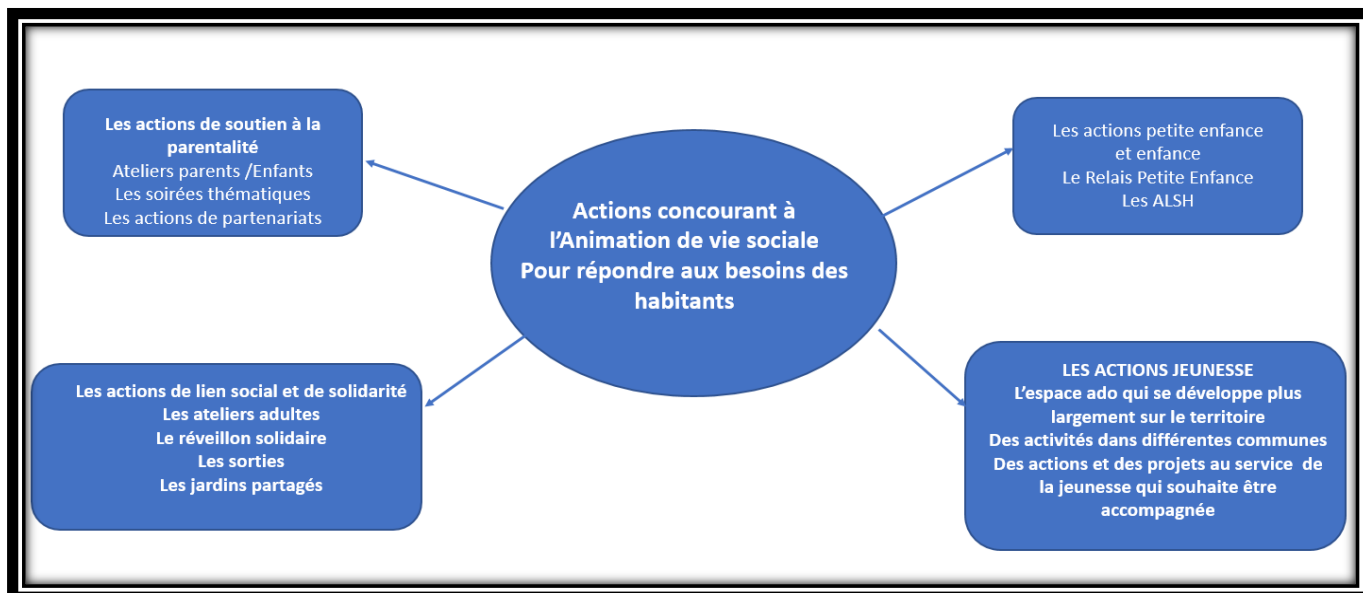 Les actions de soutien à la
parentalité
Ateliers parents /Enfants
Les soirées thématiques
Les actions de partenariats
Actions concourant à
l'Animation de vie sociale
Pour répondre aux besoins des
habitants
Les actions petite enfance
et enfance
Le Relais Petite Enfance
Les ALSH
Les actions de lien social et de solidarité
Les ateliers adultes
Le réveillon solidaire
Les sorties
Les jardins partagés
LES ACTIONS JEUNESSE
L'espace ado qui se développe plus
largement sur le territoire
Des activités dans différentes communes
Des actions et des projets au service  de
la jeunesse qui souhaite être
accompagnée